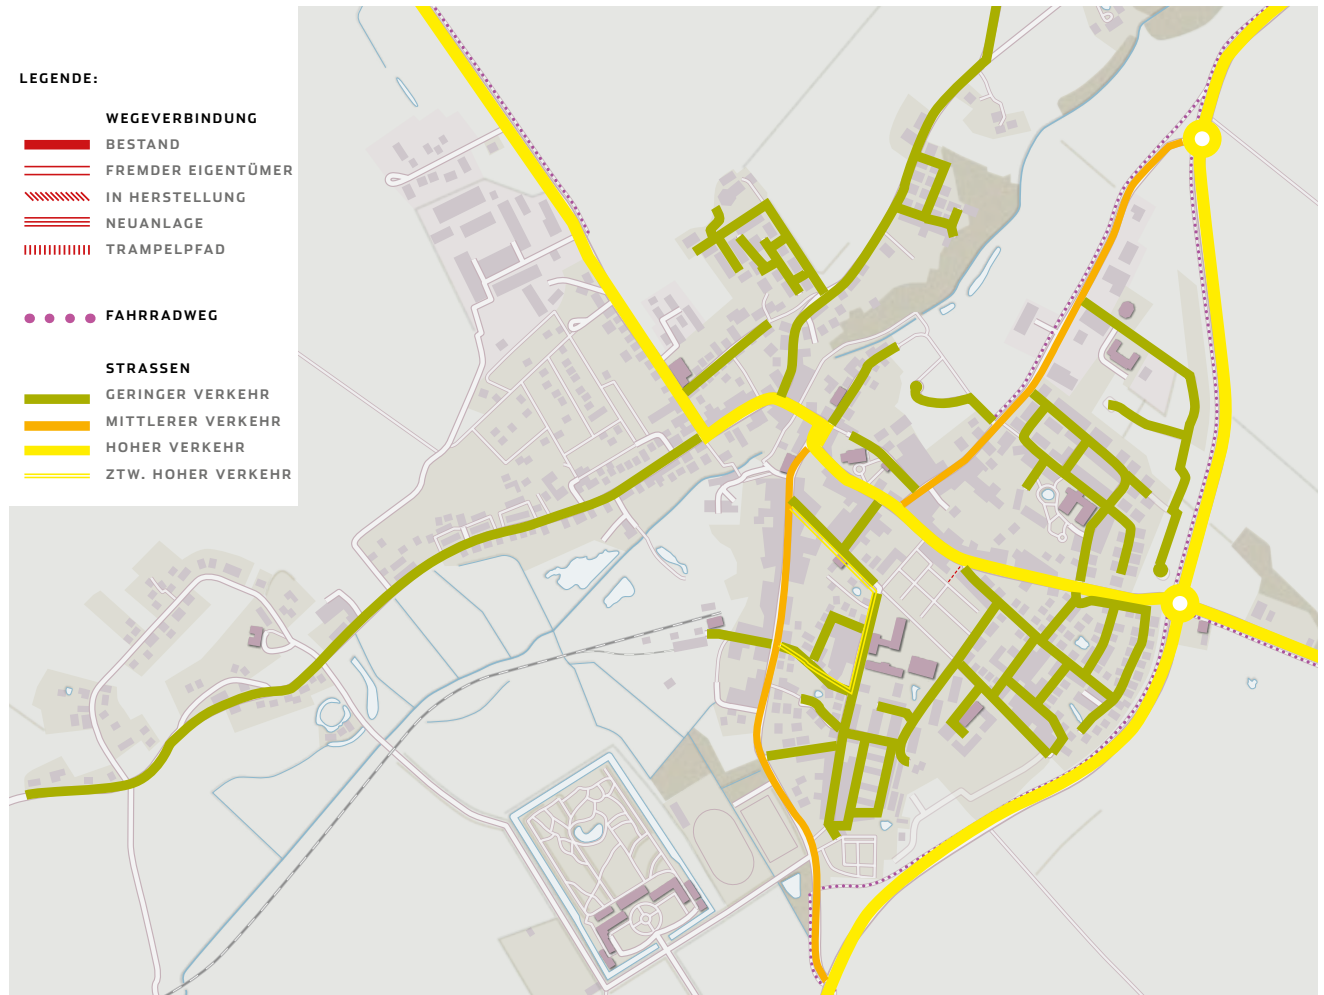 LEGENDE:
WEGEVERBINDUNG
BESTAND
FREMDER EIGENTÜMER
IN HERSTELLUNG
NEUANLAGE
TRAMPELPFAD
FAHRRADWEG
STRASSEN
GERINGER VERKEHR
MITTLERER VERKEHR
HOHER VERKEHR
ZTW. HOHER VERKEHR